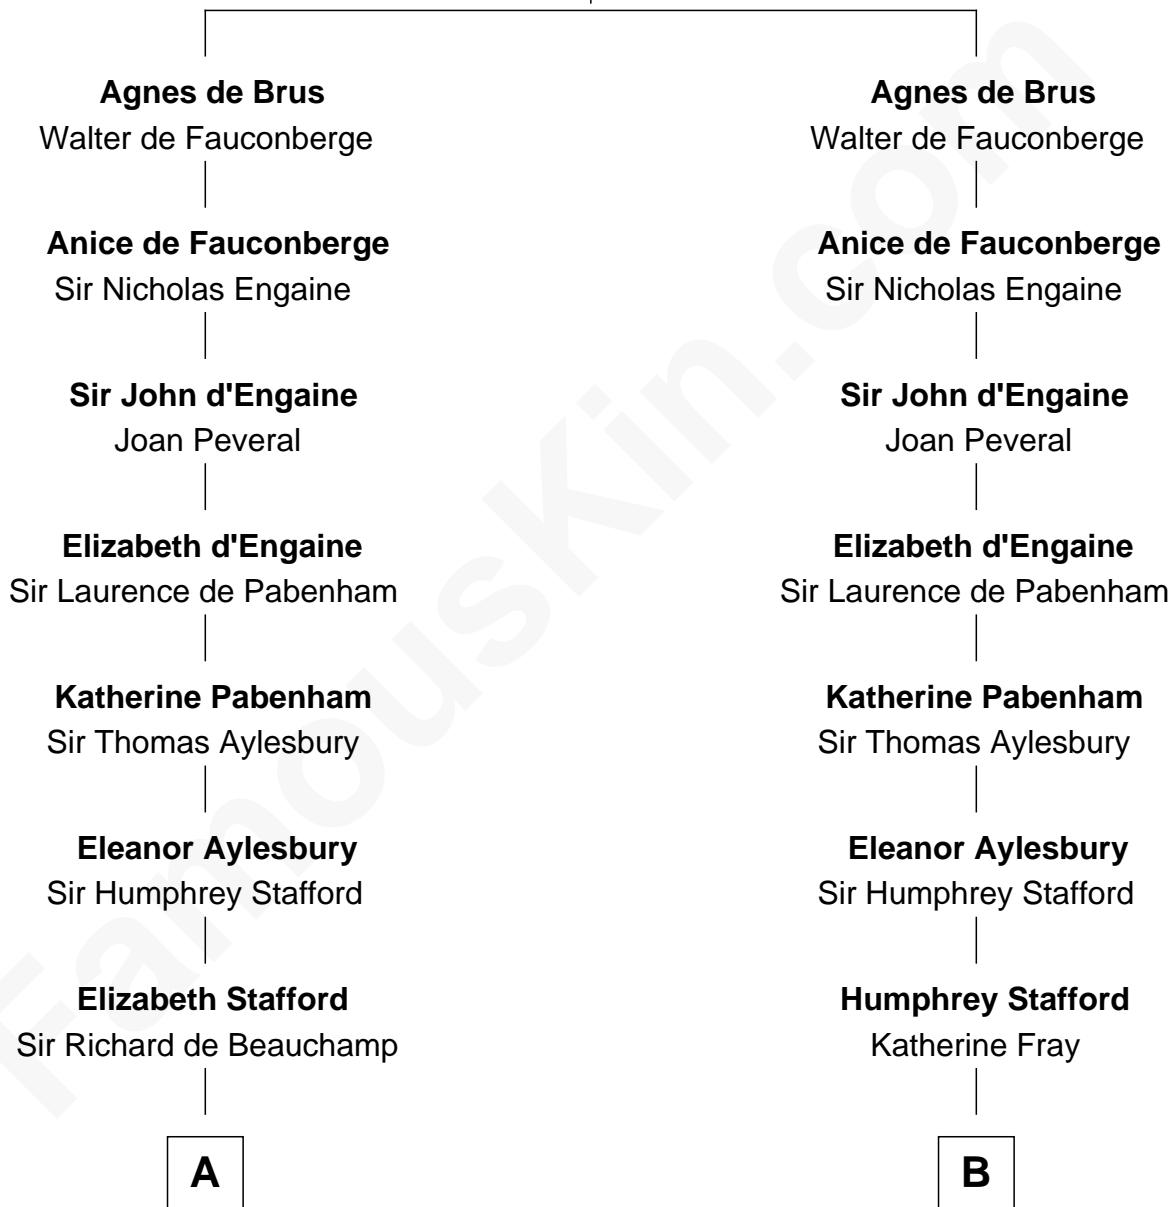 Agnes de Brus
Walter de Fauconberge
Anice de Fauconberge
Sir Nicholas Engaine
Sir John d'Engaine
Joan Peveral
Elizabeth d'Engaine
Sir Laurence de Pabenham
Katherine Pabenham
Sir Thomas Aylesbury
Eleanor Aylesbury
Sir Humphrey Stafford
Elizabeth Stafford
Sir Richard de Beauchamp
A
Agnes de Brus
Walter de Fauconberge
Anice de Fauconberge
Sir Nicholas Engaine
Sir John d'Engaine
Joan Peveral
Elizabeth d'Engaine
Sir Laurence de Pabenham
Katherine Pabenham
Sir Thomas Aylesbury
Eleanor Aylesbury
Sir Humphrey Stafford
Humphrey Stafford
Katherine Fray
B
FamousKin.com